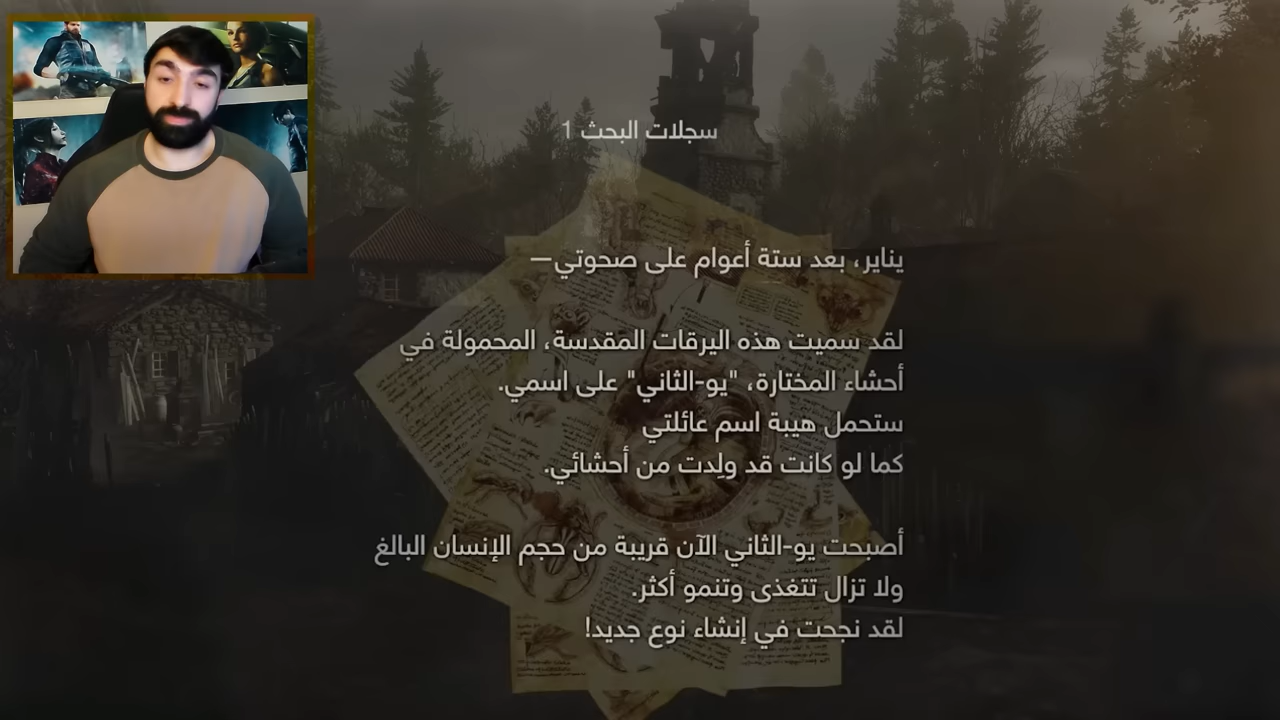 سجلات البحث 1
يناير، بعد ستة أعوام على صحوتي—
لقد سميت هذه اليرقات المقدسة، المحمولة في
أحشاء المختارة، "يو-الثاني" على اسمي.
ستحمل هيبة اسم عائلتي
كما لو كانت قد ولِدت من أحشائي.
أصبحت يو-الثاني الآن قريبة من حجم الإنسان البالغ
ولا تزال تتغذى وتنمو أكثر.
لقد نجحت في إنشاء نوع جديد!